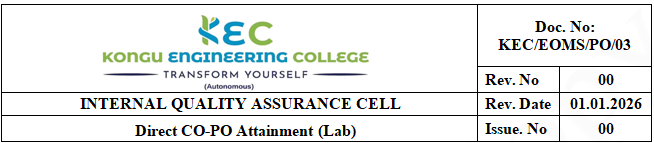 KEC
KONGU ENGINEERING COLLEGE
TRANSFORM YOURSELF
(Autonomous)
Doc. No:
KEC/EOMS/PO/03
Rev. No 00
INTERNAL QUALITY ASSURANCE CELL Rev. Date 01.01.2026
Direct CO-PO Attainment (Lab) Issue. No 00